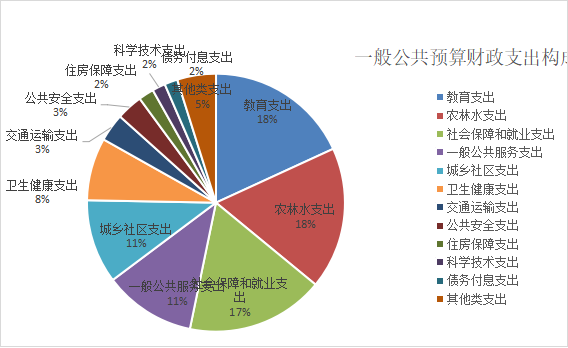 一般公共预算财政支出构成
科学技术支出
2%
债务付息支出
2%
住房保障支出
2%
其他类支出
5%
公共安全支出
3%
教育支出
18%
交通运输支出
3%
卫生健康支出
8%
农林水支出
18%
城乡社区支出
11%
一般公共服务支出
11%
社会保障和就业支
出
17%
教育支出
农林水支出
社会保障和就业支出
一般公共服务支出
城乡社区支出
卫生健康支出
交通运输支出
公共安全支出
住房保障支出
科学技术支出
债务付息支出
其他类支出